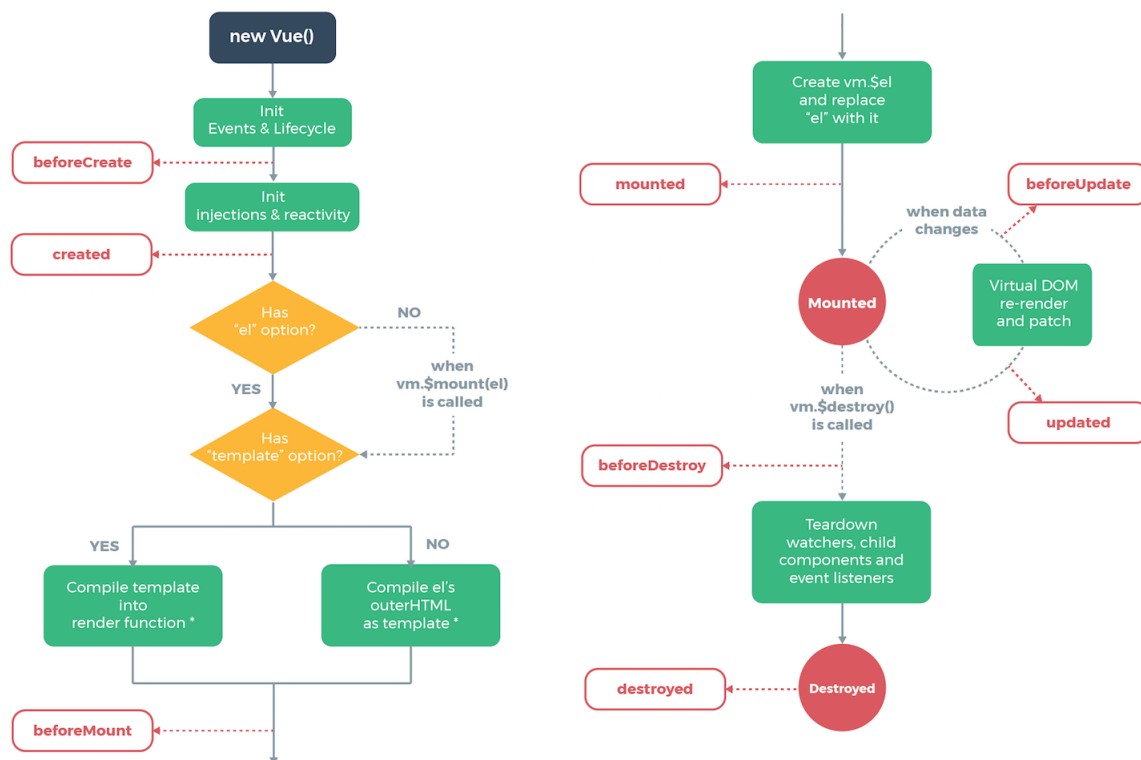 new Vue()
Init
Events & Lifecycle
beforeCreate
Init
injections & reactivity
created
Has
“el” option?
NO
when
vm.$mount(el)
is called
YES
Has
“template” option?
YES
NO
Compile template
into
render function *
Compile el’s
outerHTML
as template *
beforeMount
Create vm.$el
and replace
“el” with it
mounted
beforeUpdate
when data
changes
Mounted
Virtual DOM
re-render
and patch
when
vm.$destroy()
is called
updated
beforeDestroy
Teardown
watchers, child
components and
event listeners
destroyed
Destroyed